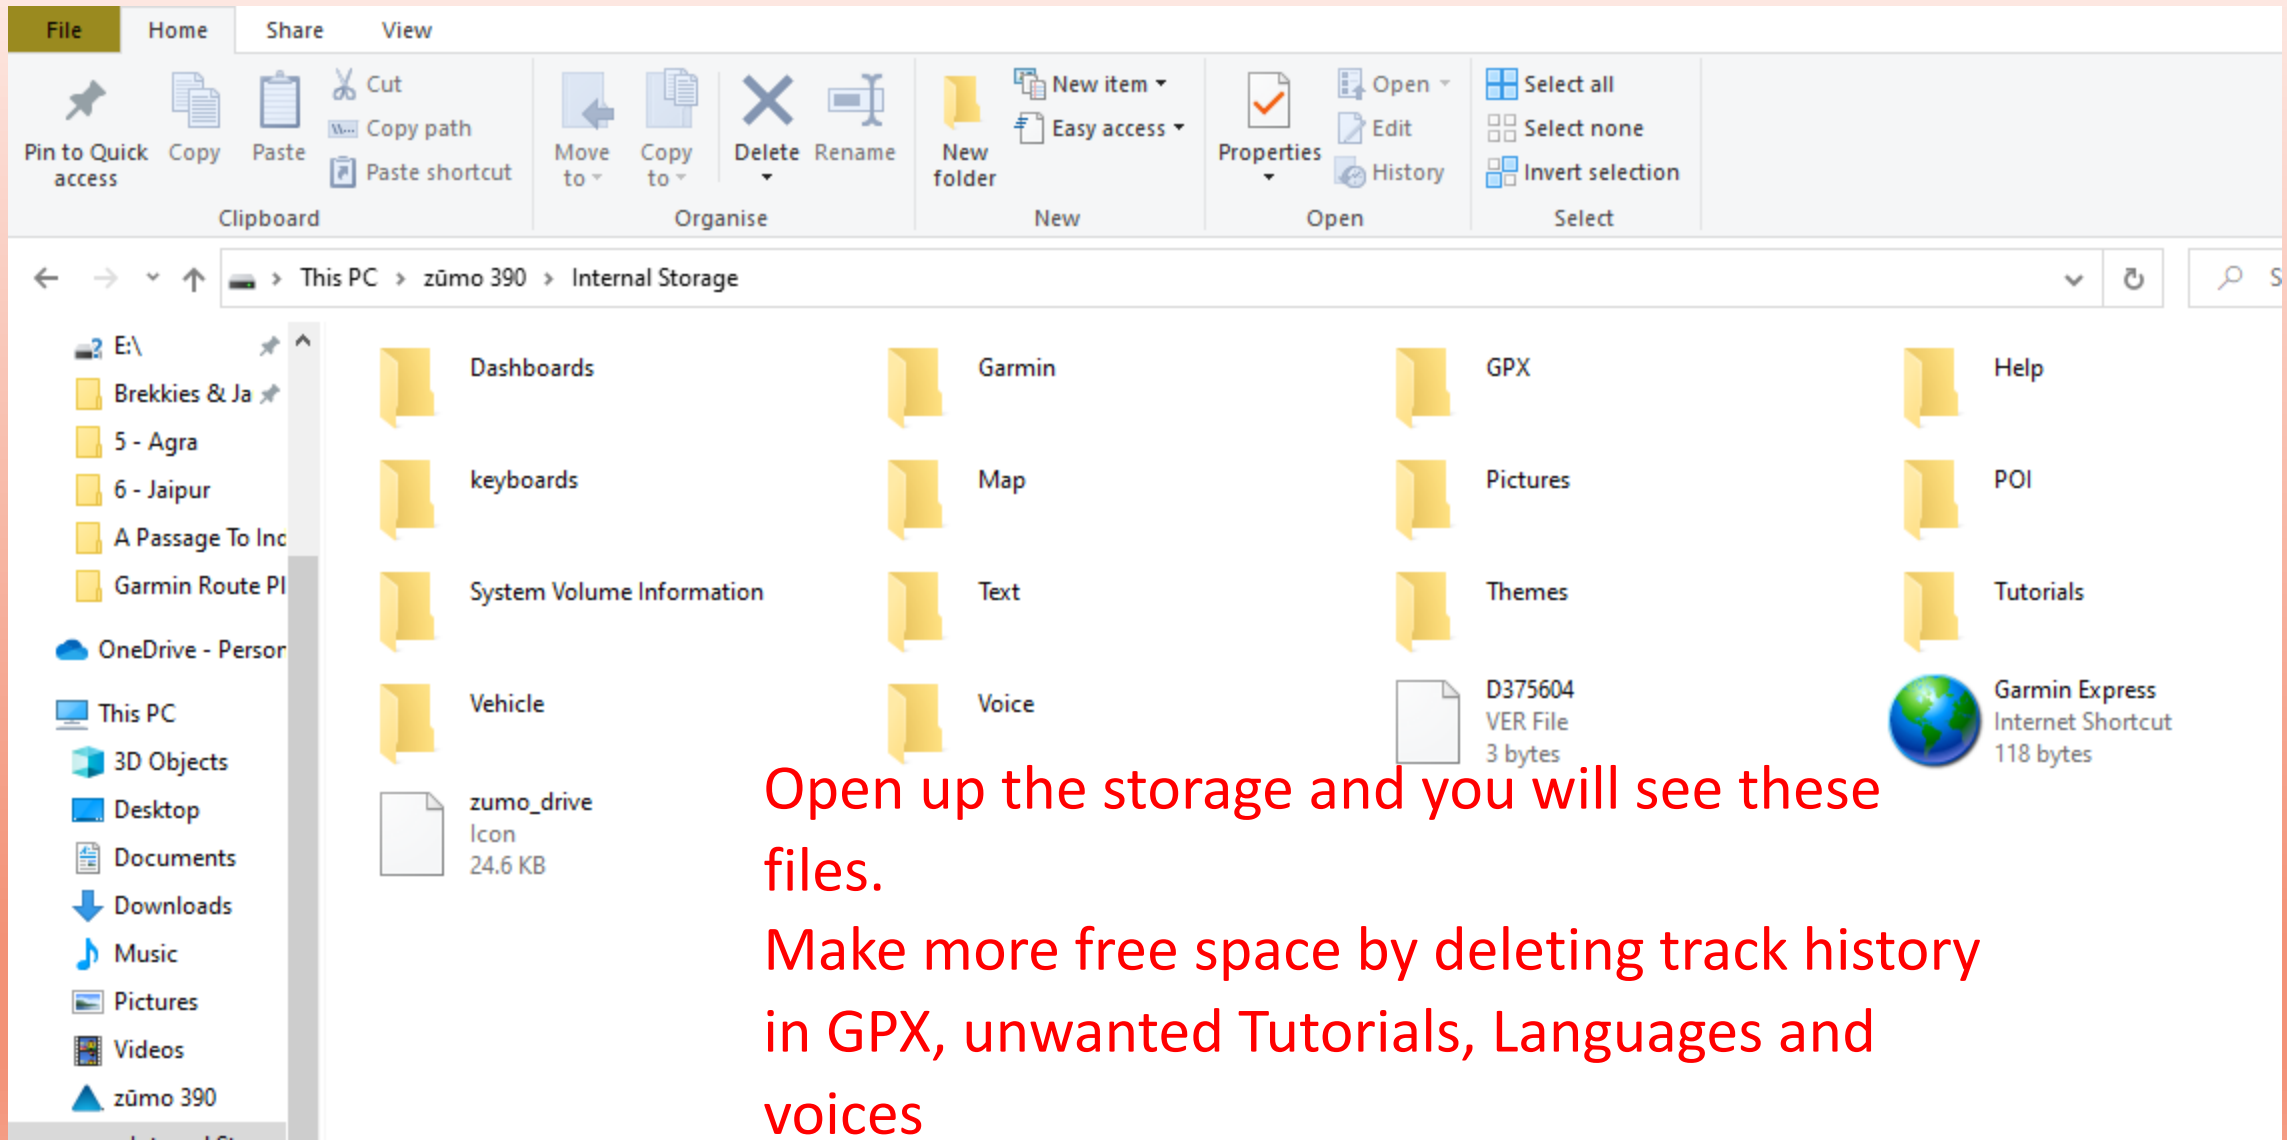 File Home Share View
Pin to Quick access
Copy
Paste
Cut
Copy path
Paste shortcut
Clipboard
Move to
Copy to
Delete
Rename
Organise
New folder
New item
Easy access
New
Properties
Open
Edit
History
Open
Select all
Select none
Invert selection
Select
This PC > zūmo 390 > Internal Storage
E:\
Brekkies & Ja
5 - Agra
6 - Jaipur
A Passage To Inc
Garmin Route Pl
OneDrive - Person
This PC
3D Objects
Desktop
Documents
Downloads
Music
Pictures
Videos
zūmo 390
Dashboards
Garmin
GPX
Help
keyboards
Map
Pictures
POI
System Volume Information
Text
Themes
Tutorials
Vehicle
Voice
D375604
VER File
3 bytes
Garmin Express
Internet Shortcut
118 bytes
zumo_drive
Icon
24.6 KB
Open up the storage and you will see these
files.
Make more free space by deleting track history
in GPX, unwanted Tutorials, Languages and
voices